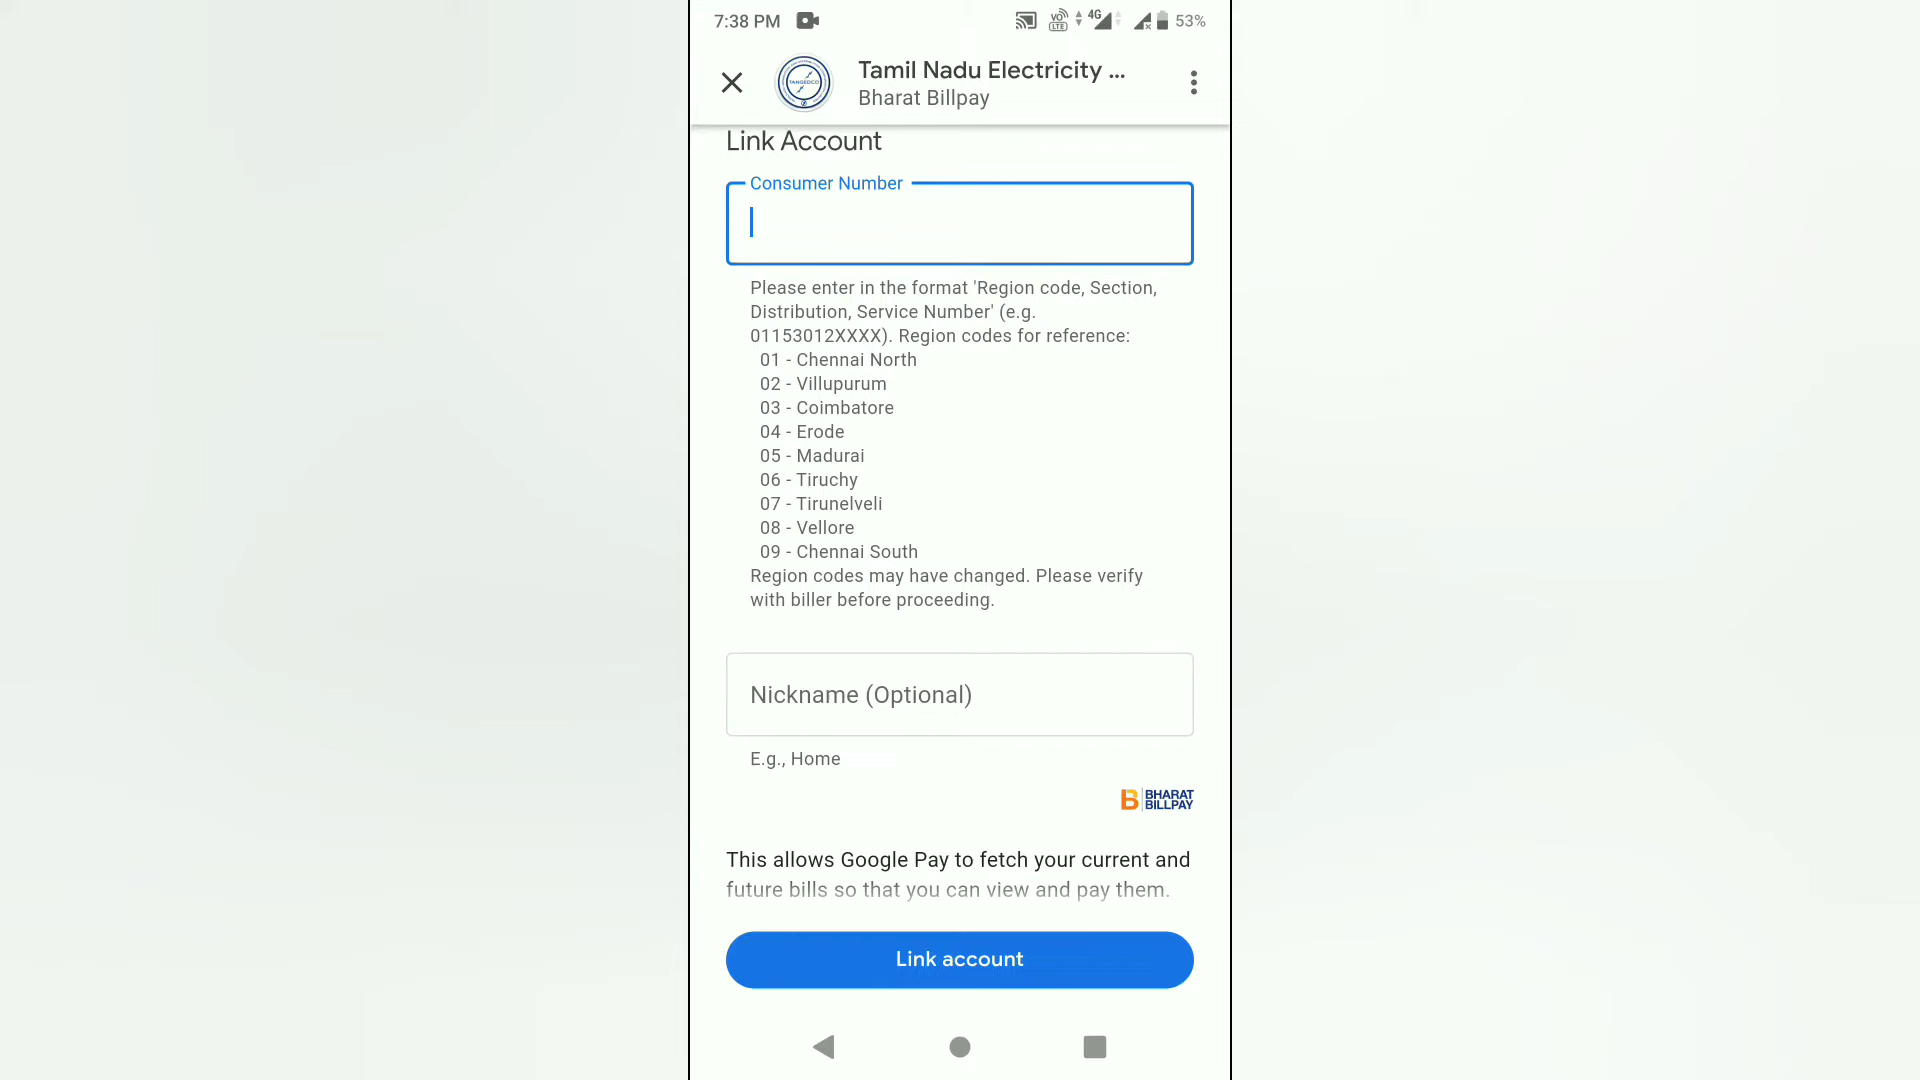 7:38 PM
VO LTE 4G 53%
Tamil Nadu Electricity ...
Bharat Billpay
TANGEDCO
Link Account
Consumer Number
Please enter in the format 'Region code, Section,
Distribution, Service Number' (e.g.
01153012XXXX). Region codes for reference:
01 - Chennai North
02 - Villupurum
03 - Coimbatore
04 - Erode
05 - Madurai
06 - Tiruchy
07 - Tirunelveli
08 - Vellore
09 - Chennai South
Region codes may have changed. Please verify
with biller before proceeding.
Nickname (Optional)
E.g., Home
B BHARAT
BILLPAY
This allows Google Pay to fetch your current and
future bills so that you can view and pay them.
Link account